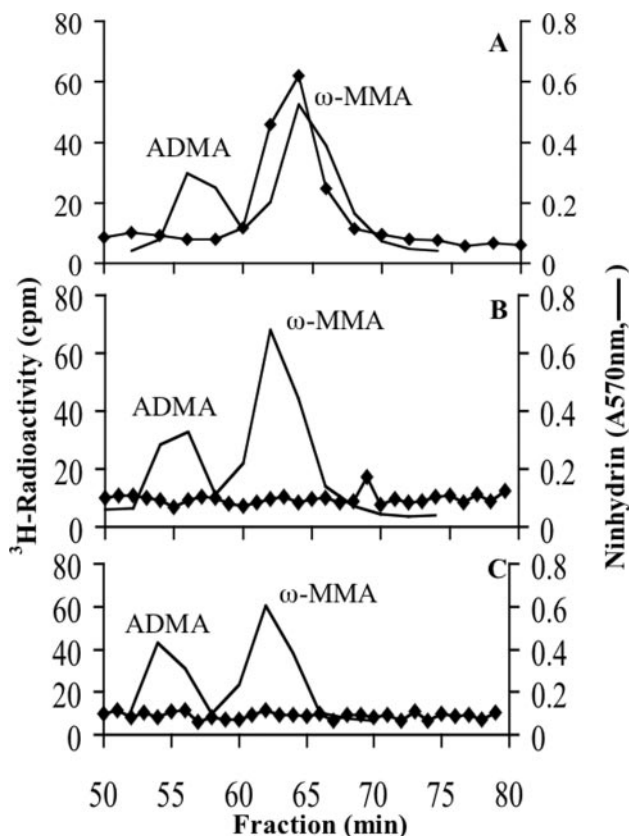 80 0.8
A
60 ω-MMA 0.6
ADMA
40 0.4
20 0.2
0 0
80 0.8
B
ω-MMA
60 0.6
ADMA
40 0.4
20 0.2
0 0
80 0.8
C
ω-MMA
60 0.6
ADMA
40 0.4
20 0.2
0 0
50 55 60 65 70 75 80
Fraction (min)
³H-Radioactivity (cpm)
Ninhydrin (A570nm,—)